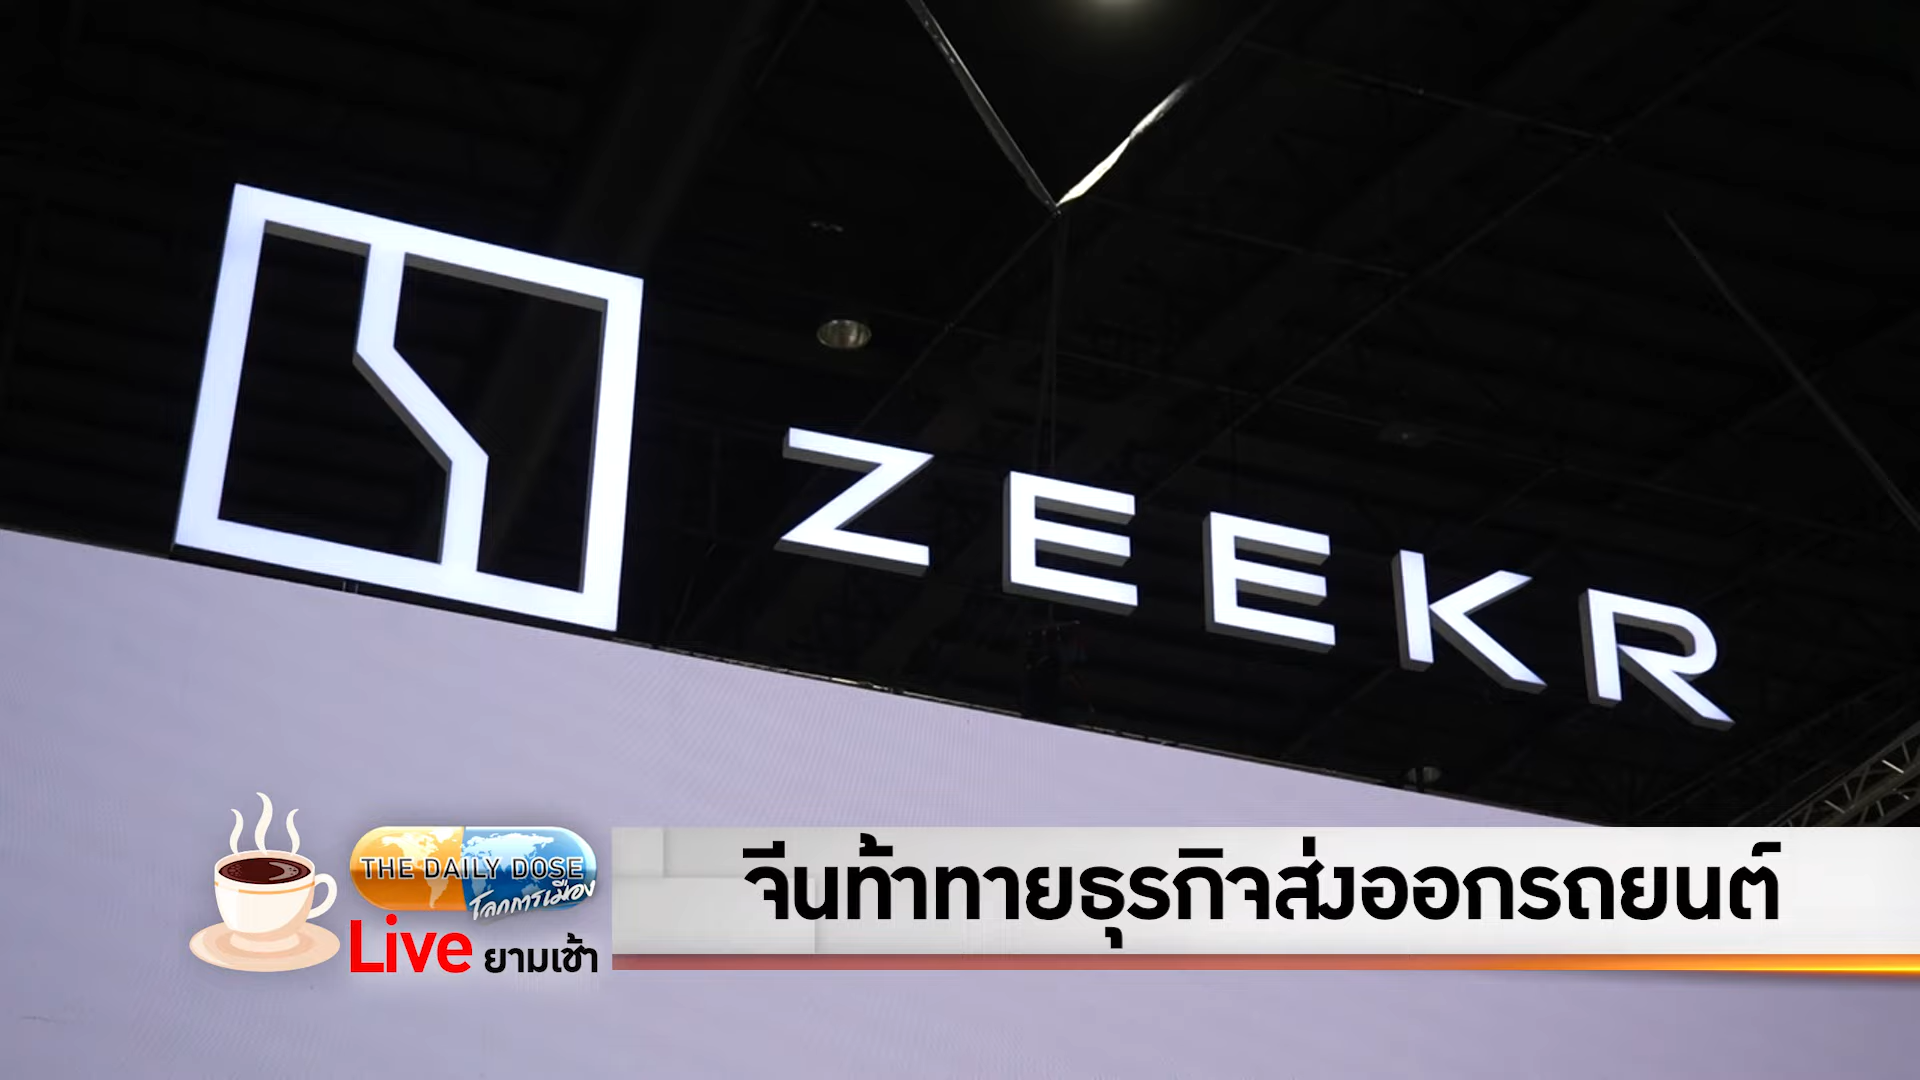 ZEEKR
THE DAILY DOSE
โลกการเมือง
Live ยามเช้า
จีนท้าทายธุรกิจส่งออกรถยนต์